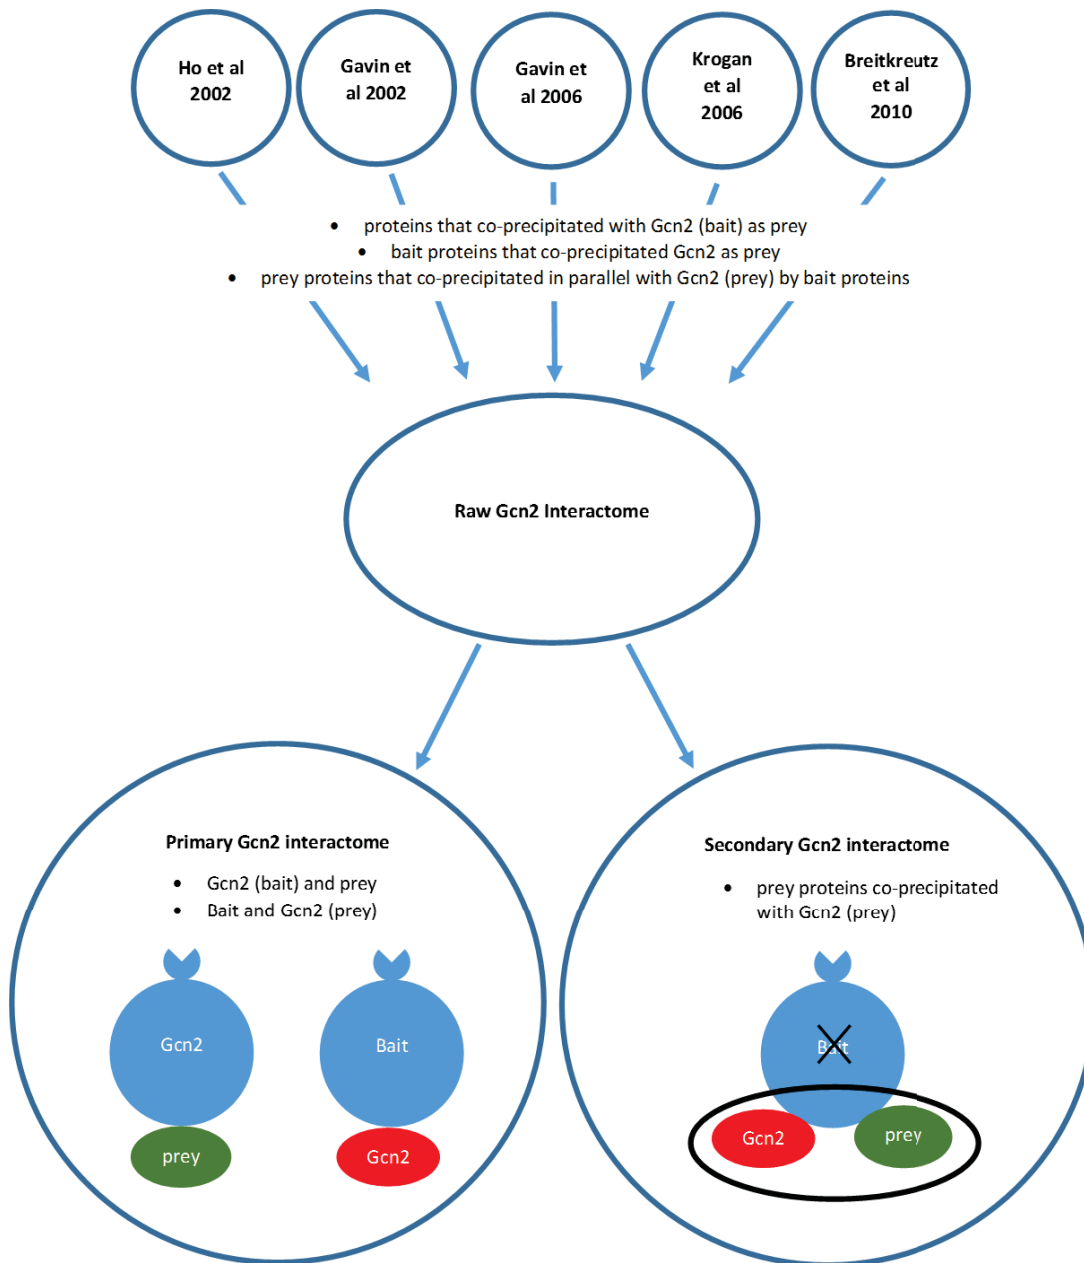 Ho et al
2002
Gavin et
al 2002
Gavin et
al 2006
Krogan
et al
2006
Breitkreutz
et al
2010
• proteins that co-precipitated with Gcn2 (bait) as prey
• bait proteins that co-precipitated Gcn2 as prey
• prey proteins that co-precipitated in parallel with Gcn2 (prey) by bait proteins
Raw Gcn2 Interactome
Primary Gcn2 interactome
• Gcn2 (bait) and prey
• Bait and Gcn2 (prey)
Gcn2
prey
Bait
Gcn2
Secondary Gcn2 interactome
• prey proteins co-precipitated
with Gcn2 (prey)
Bait
Gcn2
prey